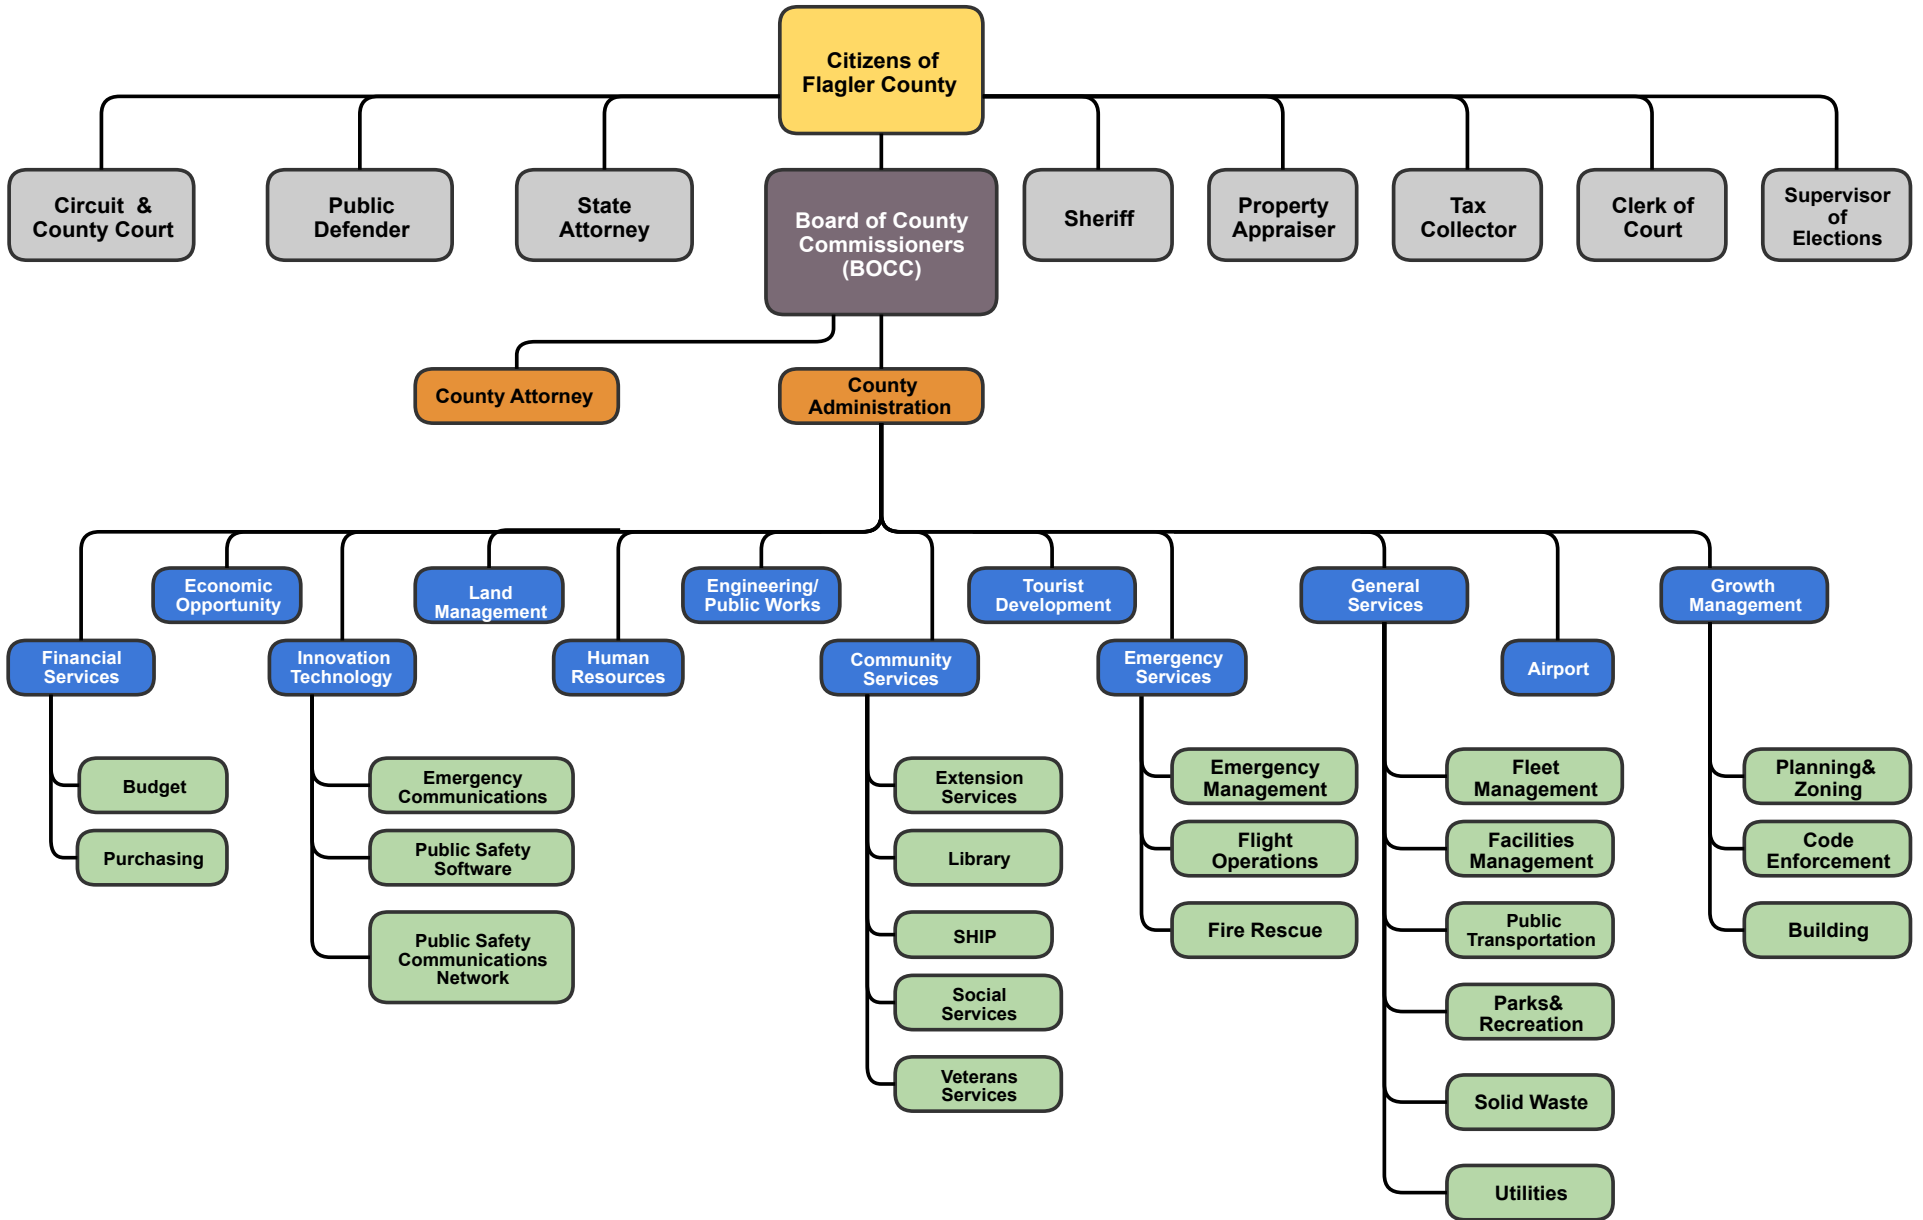 Citizens of
Flagler County
Circuit &
County Court
Public
Defender
State
Attorney
Board of County
Commissioners
(BOCC)
Sheriff
Property
Appraiser
Tax
Collector
Clerk of
Court
Supervisor
of
Elections
County Attorney
County
Administration
Economic
Opportunity
Land
Management
Engineering/
Public Works
Tourist
Development
General
Services
Growth
Management
Financial
Services
Innovation
Technology
Human
Resources
Community
Services
Emergency
Services
Airport
Budget
Purchasing
Emergency
Communications
Public Safety
Software
Public Safety
Communications
Network
Extension
Services
Library
SHIP
Social
Services
Veterans
Services
Emergency
Management
Flight
Operations
Fire Rescue
Fleet
Management
Facilities
Management
Public
Transportation
Parks&
Recreation
Solid Waste
Utilities
Planning&
Zoning
Code
Enforcement
Building